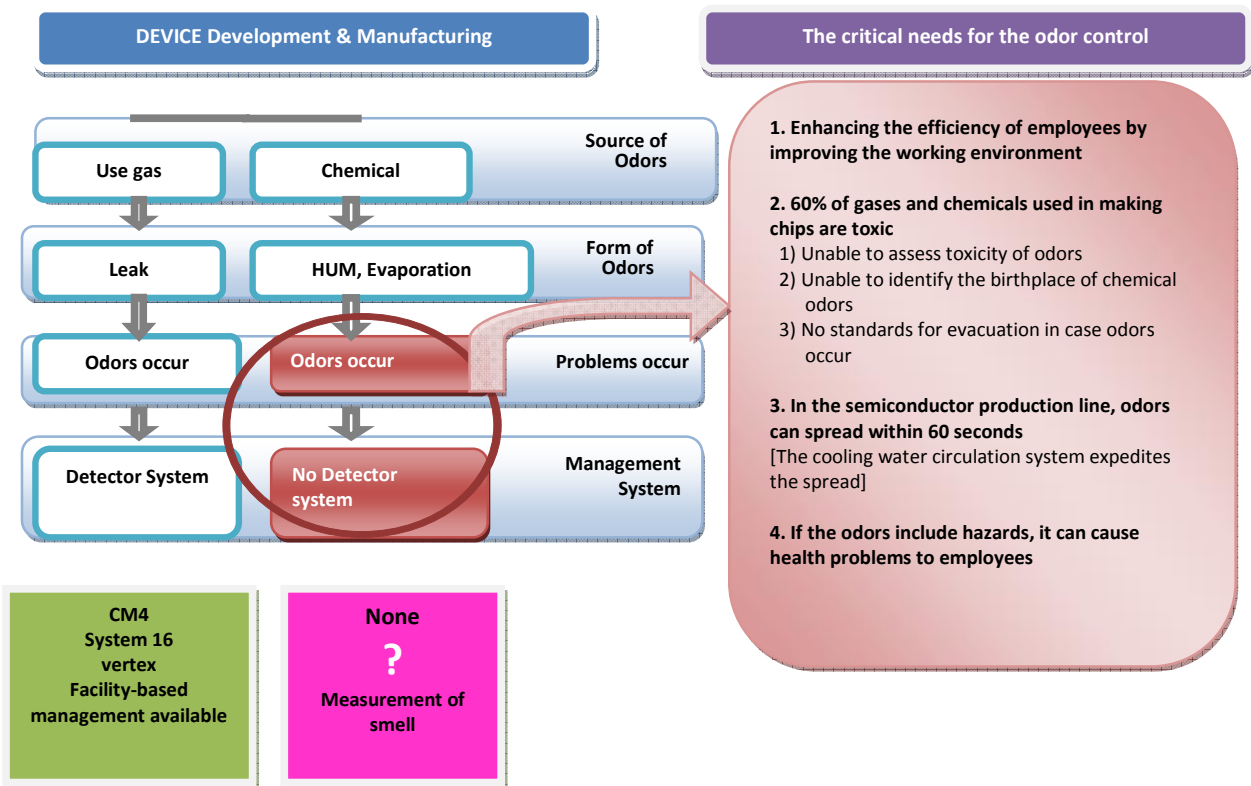 DEVICE Development & Manufacturing
The critical needs for the odor control
Source of
Odors
Use gas
Chemical
Form of
Odors
Leak
HUM, Evaporation
Problems occur
Odors occur
Odors occur
Management
System
Detector System
No Detector
system
CM4
System 16
vertex
Facility-based
management available
None
?
Measurement of
smell
1. Enhancing the efficiency of employees by
improving the working environment
2. 60% of gases and chemicals used in making
chips are toxic
1) Unable to assess toxicity of odors
2) Unable to identify the birthplace of chemical
odors
3) No standards for evacuation in case odors
occur
3. In the semiconductor production line, odors
can spread within 60 seconds
[The cooling water circulation system expedites
the spread]
4. If the odors include hazards, it can cause
health problems to employees